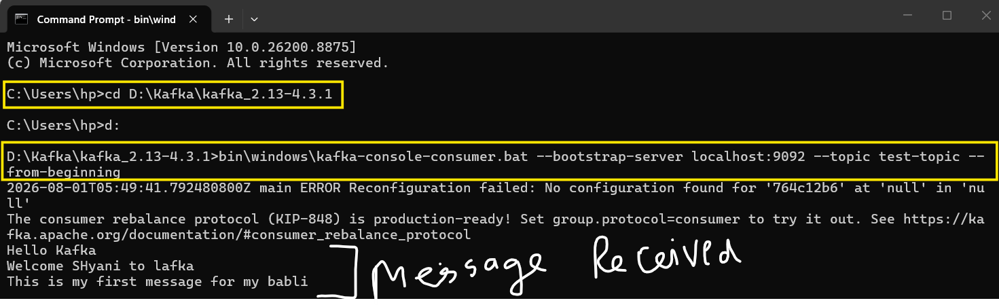 Command Prompt - bin\wind
Microsoft Windows [Version 10.0.26200.8875]
(c) Microsoft Corporation. All rights reserved.
C:\Users\hp>cd D:\Kafka\kafka_2.13-4.3.1
C:\Users\hp>d:
D:\Kafka\kafka_2.13-4.3.1>bin\windows\kafka-console-consumer.bat --bootstrap-server localhost:9092 --topic test-topic --
from-beginning
2026-08-01T05:49:41.792480800Z main ERROR Reconfiguration failed: No configuration found for '764c12b6' at 'null' in 'nu
ll'
The consumer rebalance protocol (KIP-848) is production-ready! Set group.protocol=consumer to try it out. See https://ka
fka.apache.org/documentation/#consumer_rebalance_protocol
Hello Kafka
Welcome SHyani to lafka
This is my first message for my babli
Message Received